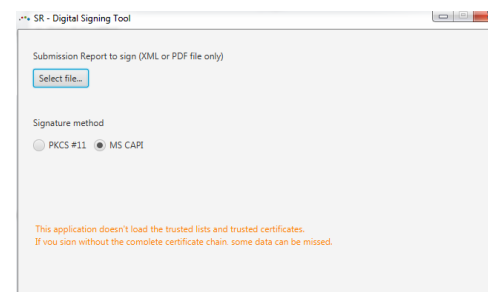 SR - Digital Signing Tool
Submission Report to sign (XML or PDF file only)
Select file...
Signature method
PKCS #11 MS CAPI
This application doesn't load the trusted lists and trusted certificates.
If you sign without the complete certificate chain, some data can be missed.